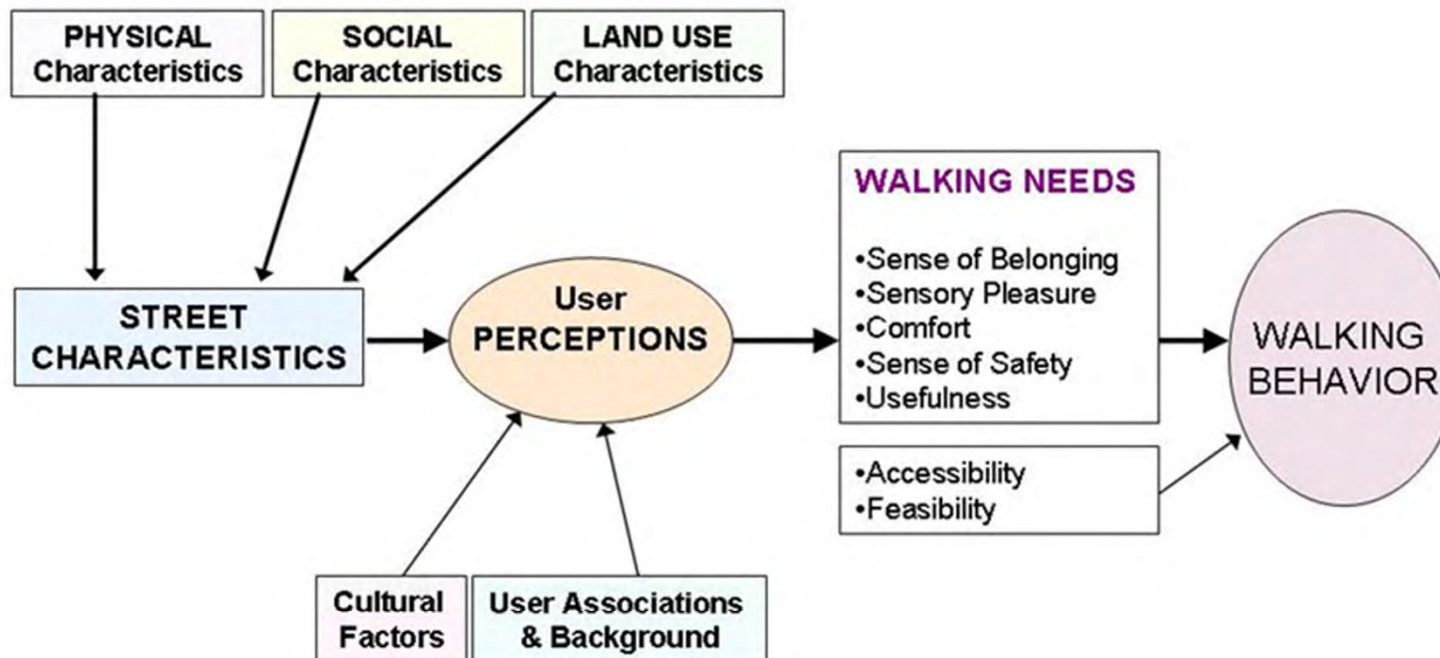 PHYSICAL
Characteristics
SOCIAL
Characteristics
LAND USE
Characteristics
STREET
CHARACTERISTICS
User
PERCEPTIONS
WALKING NEEDS
•Sense of Belonging
•Sensory Pleasure
•Comfort
•Sense of Safety
•Usefulness
•Accessibility
•Feasibility
WALKING
BEHAVIOR
Cultural
Factors
User Associations
& Background